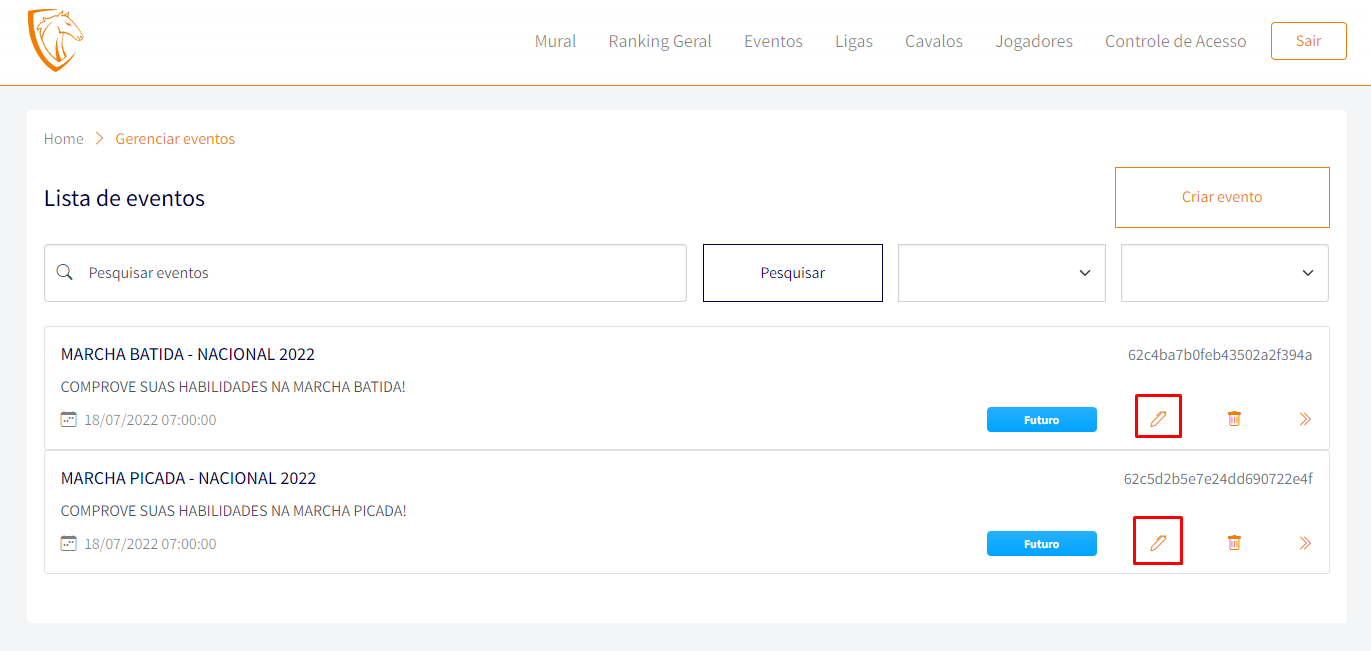 Mural Ranking Geral Eventos Ligas Cavalos Jogadores Controle de Acesso Sair
Home Gerenciar eventos
Lista de eventos
Criar evento
Pesquisar eventos Pesquisar
MARCHA BATIDA - NACIONAL 2022 62c4ba7b0feb43502a2f394a
COMPROVE SUAS HABILIDADES NA MARCHA BATIDA!
18/07/2022 07:00:00 Futuro
MARCHA PICADA - NACIONAL 2022 62c5d2b5e7e24dd690722e4f
COMPROVE SUAS HABILIDADES NA MARCHA PICADA!
18/07/2022 07:00:00 Futuro